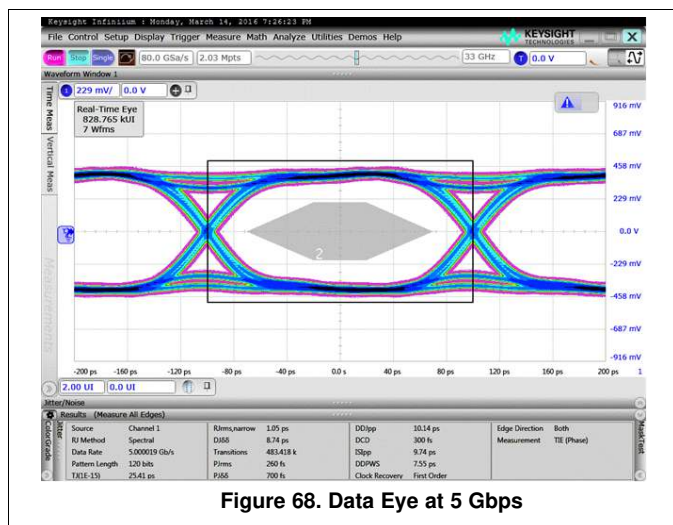 Keysight Infiniium : Monday, March 14, 2016 7:26:23 PM
File Control Setup Display Trigger Measure Math Analyze Utilities Demos Help
KEYSIGHT TECHNOLOGIES
Run Stop Single 80.0 GSa/s 2.03 Mpts 33 GHz T 0.0 V
Waveform Window 1
Time Meas
Vertical Meas
Measurements
229 mV/ 0.0 V
Real-Time Eye
828.765 kUI
7 Wfms
916 mV
687 mV
458 mV
229 mV
0.0 V
-229 mV
-458 mV
-687 mV
-916 mV
2
-200 ps -160 ps -120 ps -80 ps -40 ps 0.0 s 40 ps 80 ps 120 ps 160 ps 200 ps 1
2.00 UI 0.0 UI
Jitter/Noise
Results (Measure All Edges)
ColorGrade
Jitter
MaskTest
Source Channel 1 RJrms,narrow 1.05 ps DDJpp 10.14 ps Edge Direction Both
RJ Method Spectral DJδδ 8.74 ps DCD 300 fs Measurement TIE (Phase)
Data Rate 5.000019 Gb/s Transitions 483.418 k ISIpp 9.74 ps
Pattern Length 120 bits PJrms 260 fs DDPWS 7.55 ps
TJ(1E-15) 25.41 ps PJδδ 700 fs Clock Recovery First Order
Figure 68. Data Eye at 5 Gbps